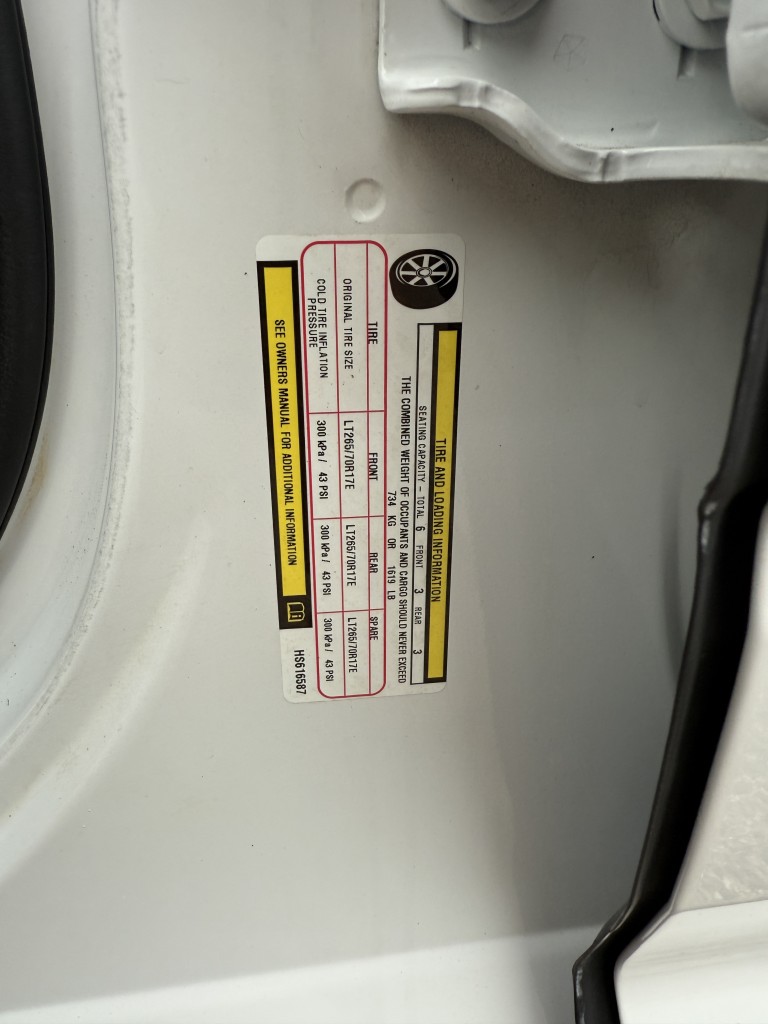 TIRE AND LOADING INFORMATION
SEATING CAPACITY - TOTAL 6 FRONT 3 REAR 3
THE COMBINED WEIGHT OF OCCUPANTS AND CARGO SHOULD NEVER EXCEED
734 KG OR 1619 LB
TIRE FRONT REAR SPARE
ORIGINAL TIRE SIZE LT265/70R17E LT265/70R17E LT265/70R17E
COLD TIRE INFLATION PRESSURE 300 kPa / 43 PSI 300 kPa / 43 PSI 300 kPa / 43 PSI
SEE OWNERS MANUAL FOR ADDITIONAL INFORMATION
HS616587